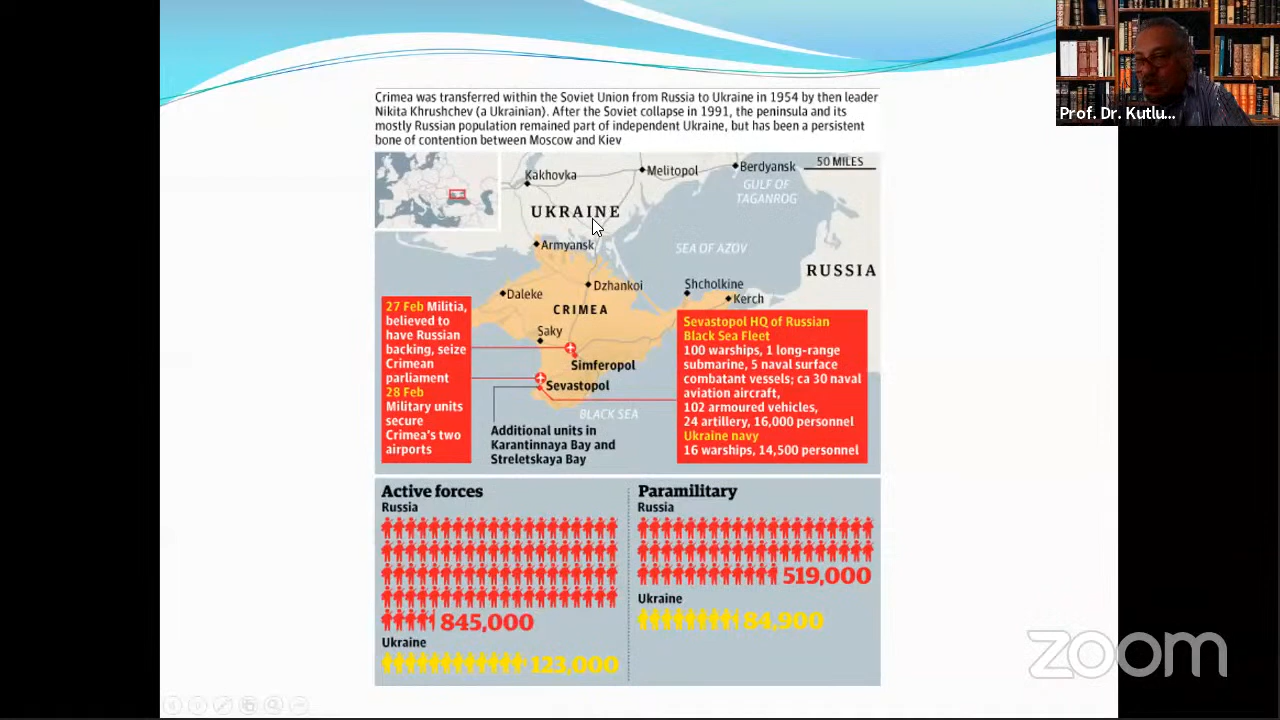 Crimea was transferred within the Soviet Union from Russia to Ukraine in 1954 by then leader
Nikita Khrushchev (a Ukrainian). After the Soviet collapse in 1991, the peninsula and its
mostly Russian population remained part of independent Ukraine, but has been a persistent
bone of contention between Moscow and Kiev
Prof. Dr. Kutlu...
50 MILES
Kakhovka
Melitopol
Berdyansk
GULF OF
TAGANROG
UKRAINE
Armyansk
SEA OF AZOV
RUSSIA
Dzhankoi
Shcholkine
Daleke
Kerch
CRIMEA
Saky
Simferopol
Sevastopol
BLACK SEA
27 Feb Militia,
believed to
have Russian
backing, seize
Crimean
parliament
28 Feb
Military units
secure
Crimea's two
airports
Additional units in
Karantinnaya Bay and
Streletskaya Bay
Sevastopol HQ of Russian
Black Sea Fleet
100 warships, 1 long-range
submarine, 5 naval surface
combatant vessels; ca 30 naval
aviation aircraft,
102 armoured vehicles,
24 artillery, 16,000 personnel
Ukraine navy
16 warships, 14,500 personnel
Active forces
Russia
845,000
Ukraine
123,000
Paramilitary
Russia
519,000
Ukraine
84,900
zoom